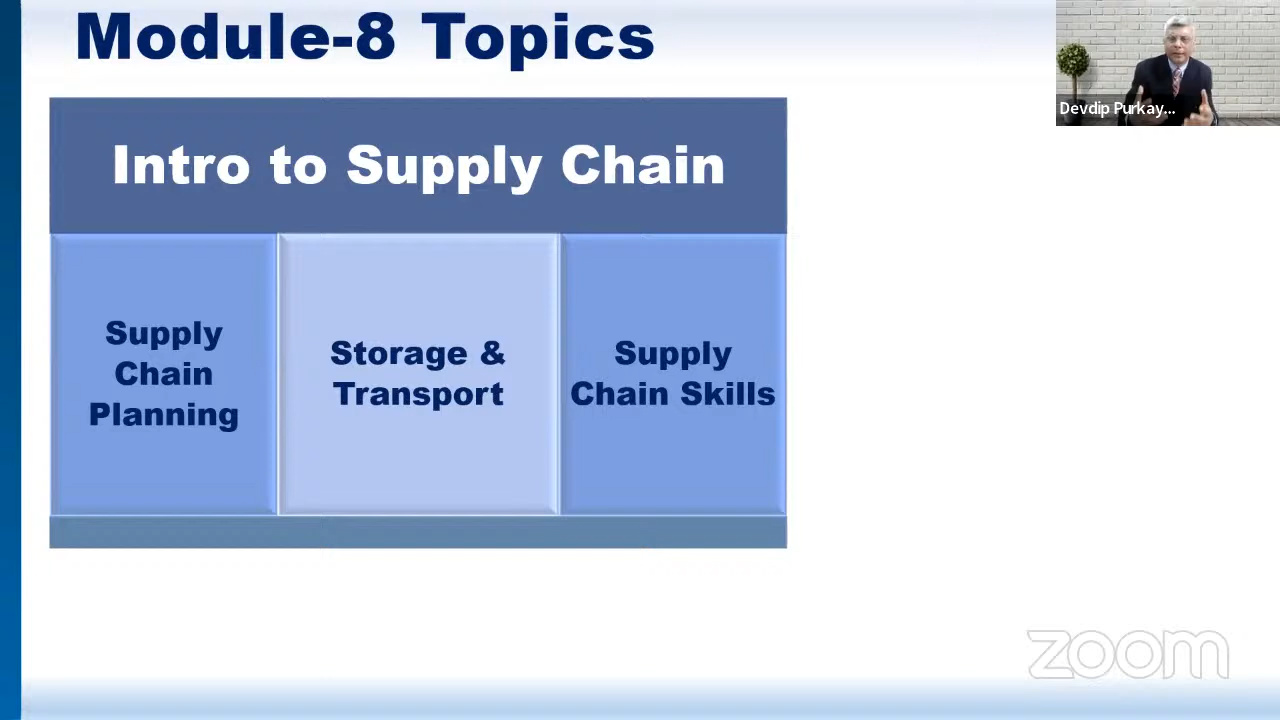 Module-8 Topics
Devdip Purkay...
Intro to Supply Chain
Supply
Chain
Planning
Storage &
Transport
Supply
Chain Skills
zoom